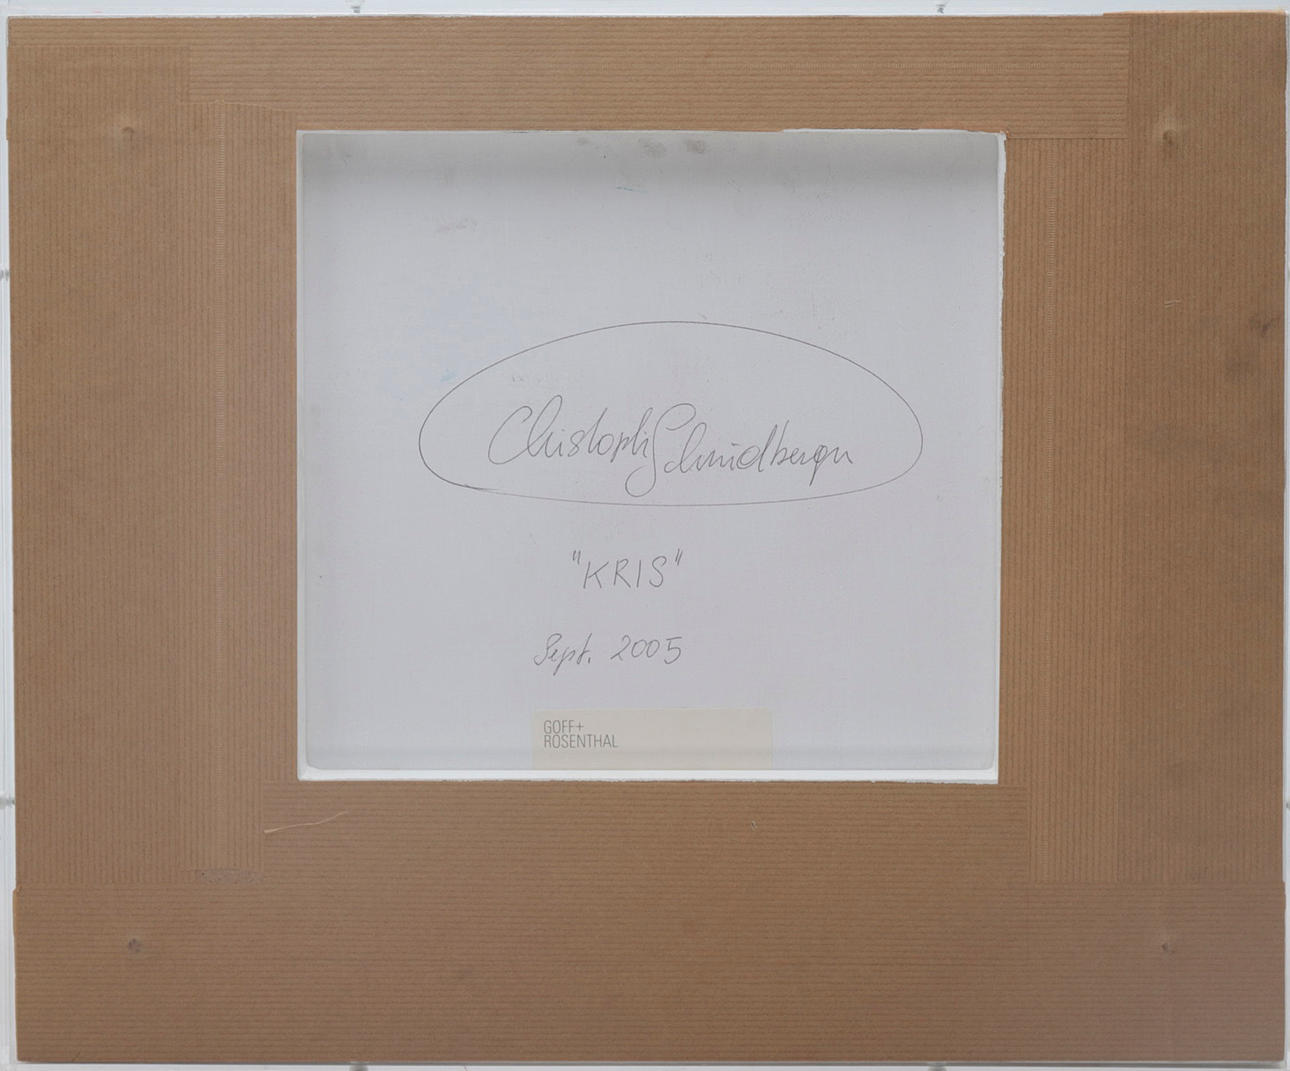 Christoph Schmidberger
"KRIS"
Sept. 2005
GOFF+
ROSENTHAL